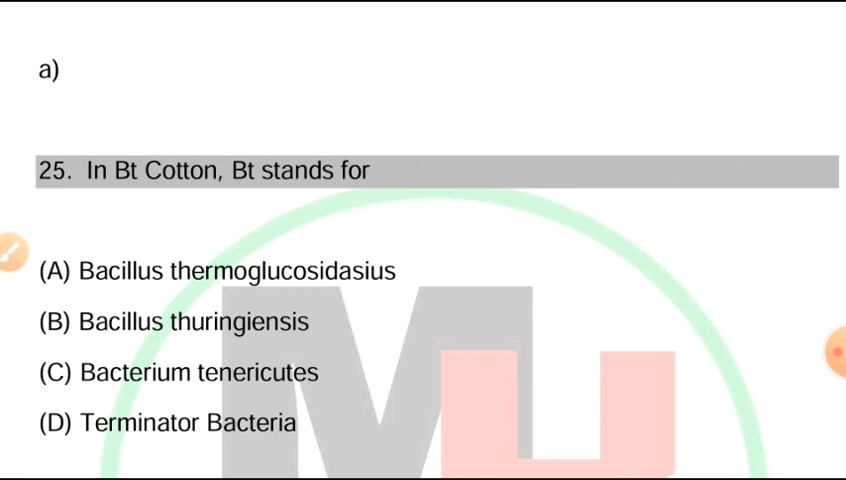 a)
25. In Bt Cotton, Bt stands for
(A) Bacillus thermoglucosidasius
(B) Bacillus thuringiensis
(C) Bacterium tenericutes
(D) Terminator Bacteria